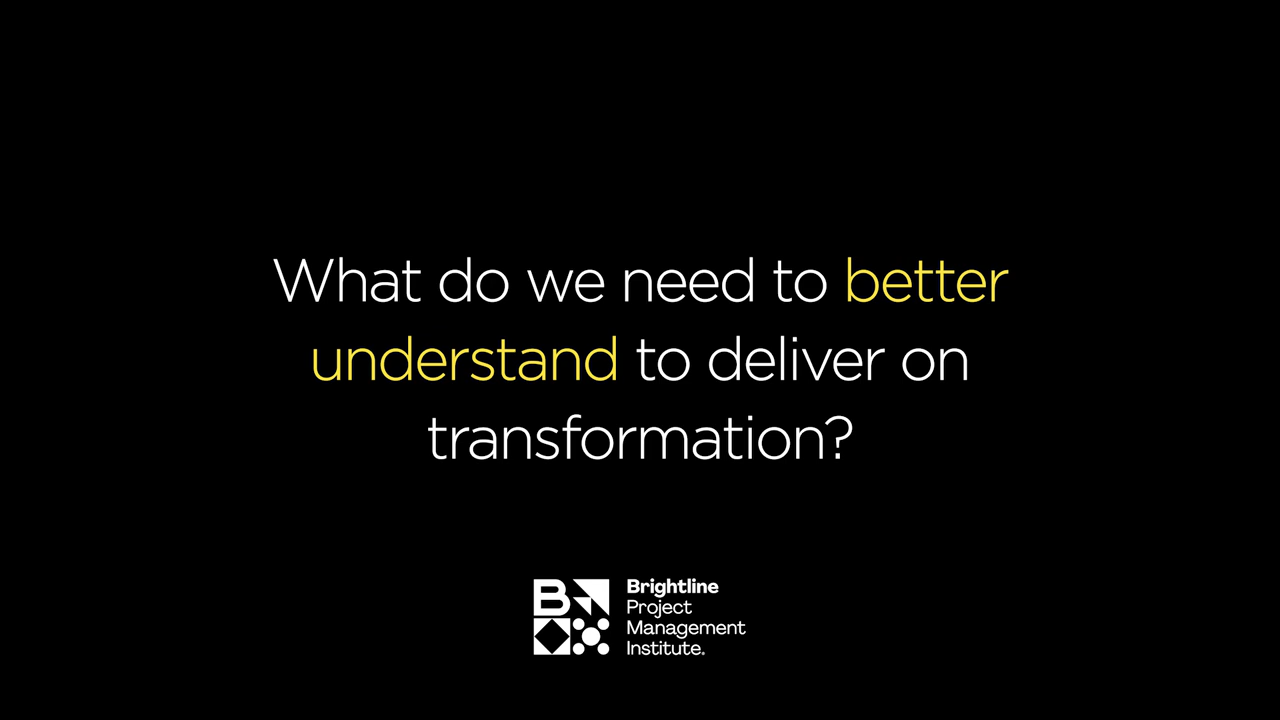 What do we need to better
understand to deliver on
transformation?
B
Brightline
Project
Management
Institute.